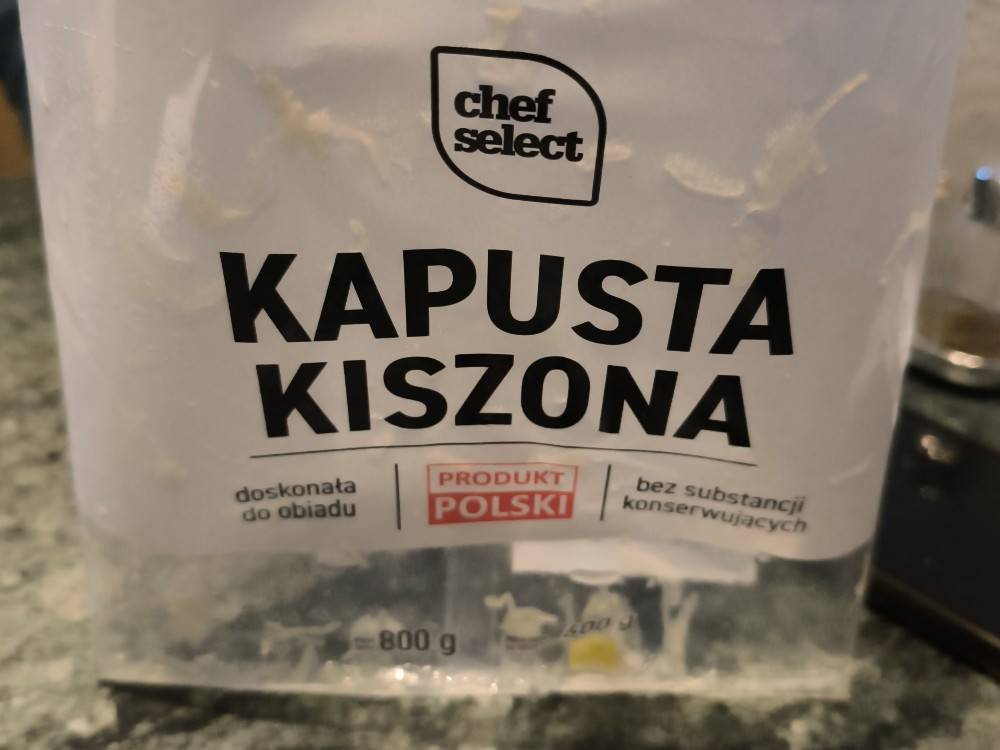 chef
select
KAPUSTA
KISZONA
doskonała
do obiadu
PRODUKT
POLSKI
bez substancji
konserwujących
800 g